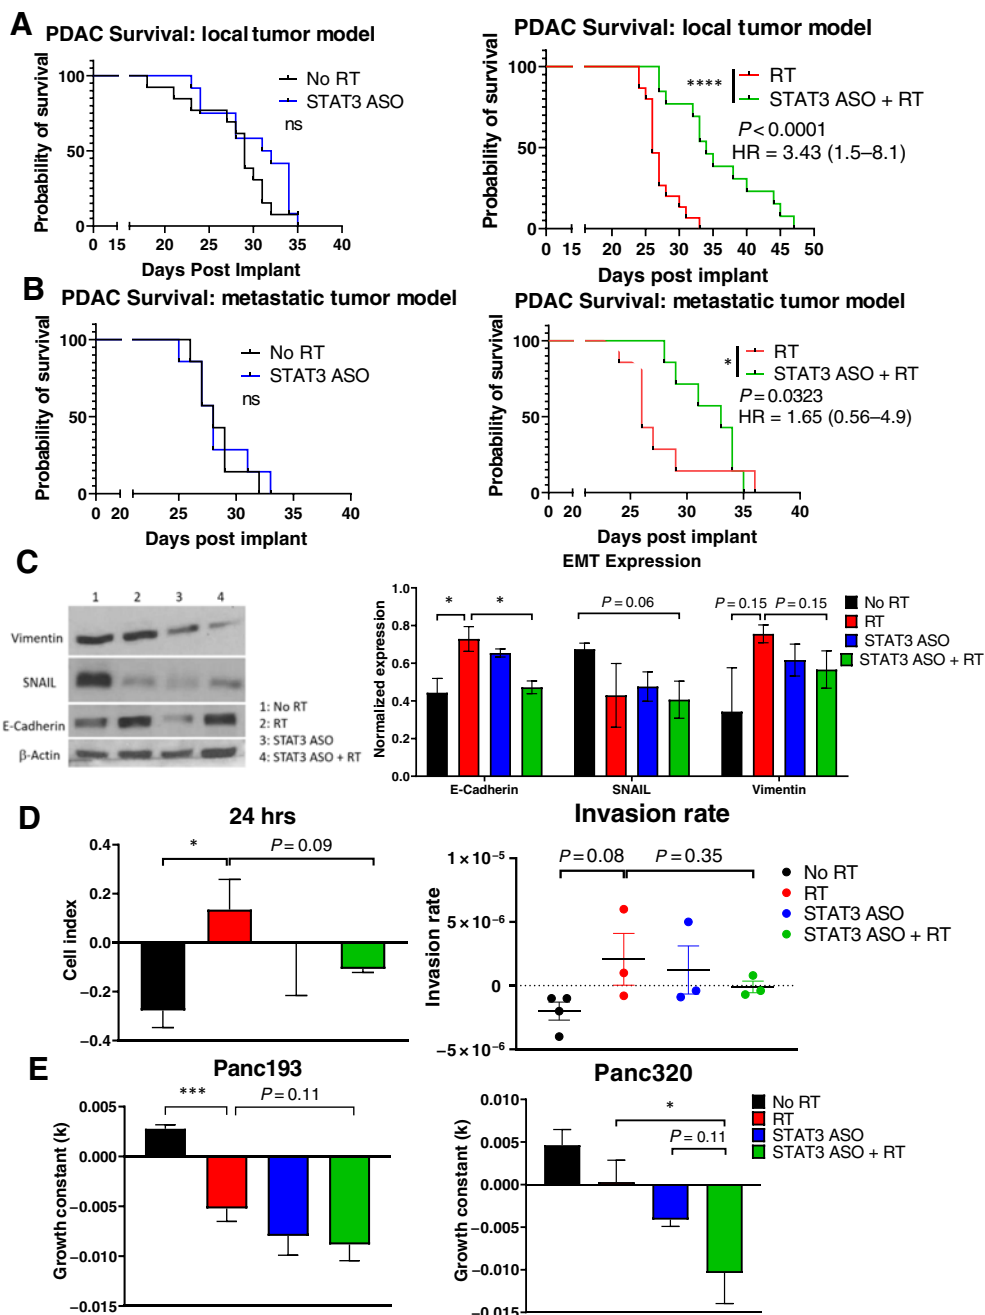 A
PDAC Survival: local tumor model
Probability of survival
100
50
0
No RT
STAT3 ASO
ns
0 15 20 25 30 35 40
Days Post Implant
PDAC Survival: local tumor model
Probability of survival
100
50
0
RT
STAT3 ASO + RT
****
P < 0.0001
HR = 3.43 (1.5–8.1)
0 15 20 25 30 35 40 45 50
Days post implant
B
PDAC Survival: metastatic tumor model
Probability of survival
100
50
0
No RT
STAT3 ASO
ns
0 20 25 30 35 40
Days post implant
PDAC Survival: metastatic tumor model
Probability of survival
100
50
0
RT
STAT3 ASO + RT
*
P = 0.0323
HR = 1.65 (0.56–4.9)
0 20 25 30 35 40
Days post implant
C
1 2 3 4
Vimentin
SNAIL
E-Cadherin
β-Actin
1: No RT
2: RT
3: STAT3 ASO
4: STAT3 ASO + RT
EMT Expression
Normalized expression
1.0
0.8
0.6
0.4
0.2
0.0
* *
P = 0.06
P = 0.15 P = 0.15
E-Cadherin SNAIL Vimentin
No RT
RT
STAT3 ASO
STAT3 ASO + RT
D
24 hrs
Cell index
0.4
0.2
0.0
−0.2
−0.4
*
P = 0.09
Invasion rate
Invasion rate
1 × 10⁻⁵
5 × 10⁻⁶
0
−5 × 10⁻⁶
P = 0.08
P = 0.35
No RT
RT
STAT3 ASO
STAT3 ASO + RT
E
Panc193
Growth constant (k)
0.005
0.000
−0.005
−0.010
−0.015
***
P = 0.11
Panc320
Growth constant (k)
0.010
0.005
0.000
−0.005
−0.010
−0.015
*
P = 0.11
No RT
RT
STAT3 ASO
STAT3 ASO + RT